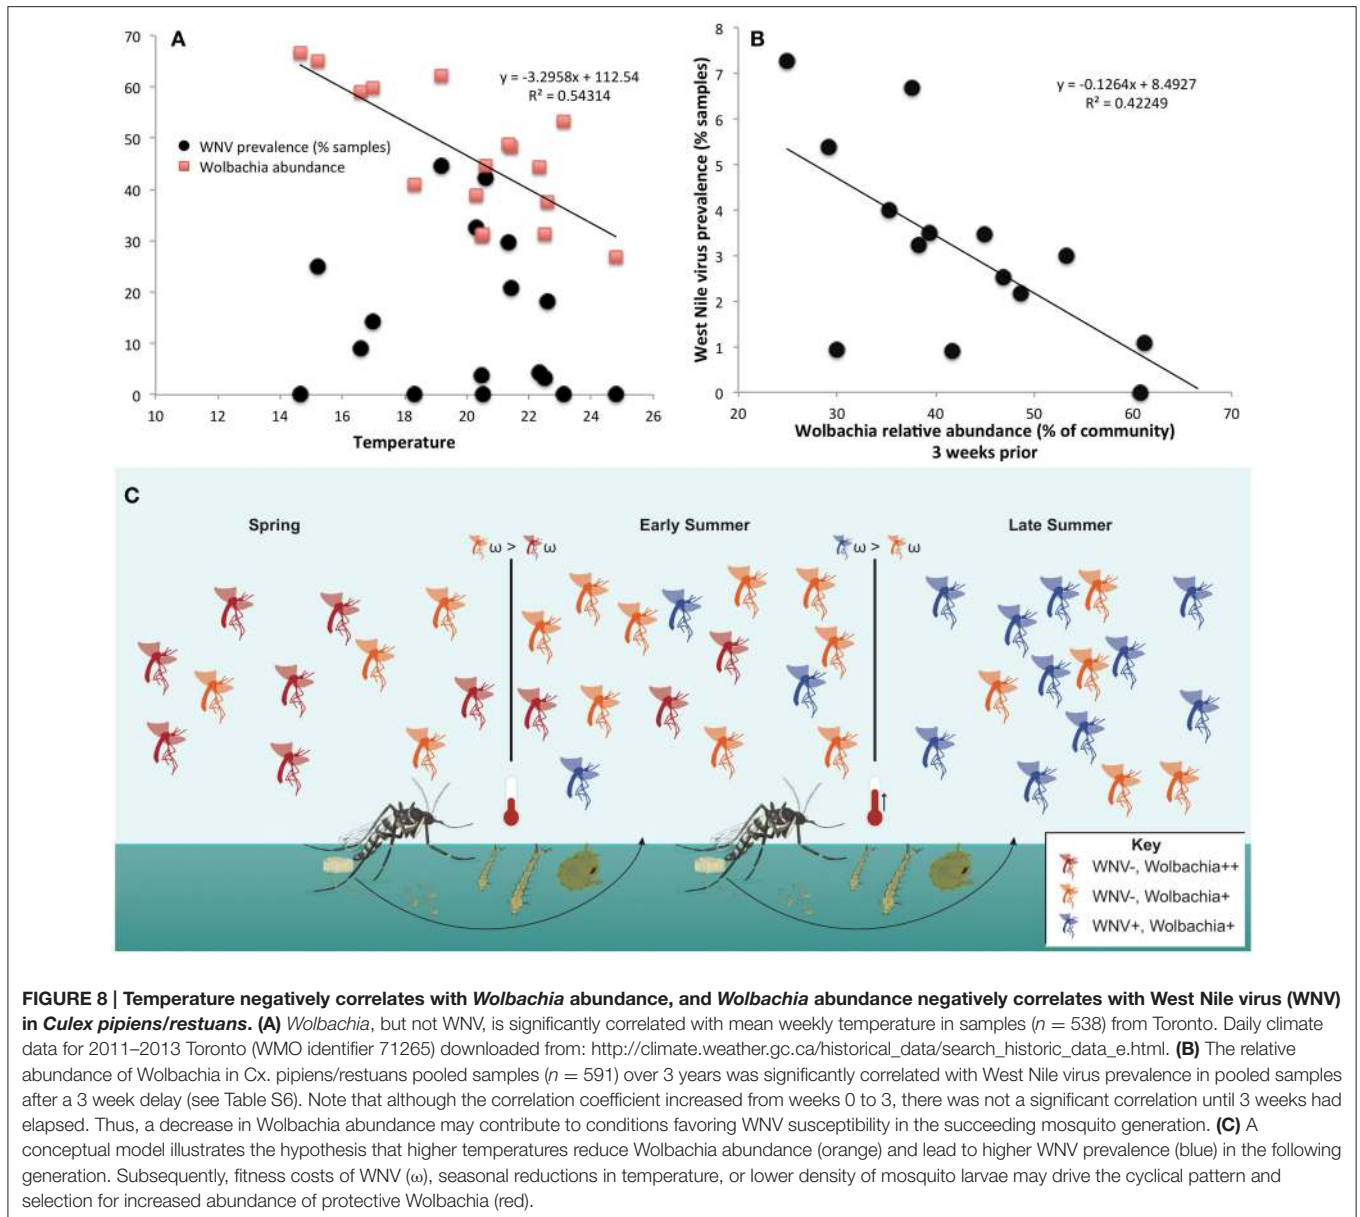 A
70
60
50
40
30
20
10
0
10
12
14
16
18
20
22
24
26
Temperature
y = -3.2958x + 112.54
R² = 0.54314
WNV prevalence (% samples)
Wolbachia abundance
B
West Nile virus prevalence (% samples)
8
7
6
5
4
3
2
1
0
20
30
40
50
60
70
Wolbachia relative abundance (% of community)
3 weeks prior
y = -0.1264x + 8.4927
R² = 0.42249
C
Spring
Early Summer
Late Summer
ω > ω
ω > ω
Key
WNV-, Wolbachia++
WNV-, Wolbachia+
WNV+, Wolbachia+
FIGURE 8 | Temperature negatively correlates with Wolbachia abundance, and Wolbachia abundance negatively correlates with West Nile virus (WNV)
in Culex pipiens/restuans. (A) Wolbachia, but not WNV, is significantly correlated with mean weekly temperature in samples (n = 538) from Toronto. Daily climate
data for 2011–2013 Toronto (WMO identifier 71265) downloaded from: http://climate.weather.gc.ca/historical_data/search_historic_data_e.html. (B) The relative
abundance of Wolbachia in Cx. pipiens/restuans pooled samples (n = 591) over 3 years was significantly correlated with West Nile virus prevalence in pooled samples
after a 3 week delay (see Table S6). Note that although the correlation coefficient increased from weeks 0 to 3, there was not a significant correlation until 3 weeks had
elapsed. Thus, a decrease in Wolbachia abundance may contribute to conditions favoring WNV susceptibility in the succeeding mosquito generation. (C) A
conceptual model illustrates the hypothesis that higher temperatures reduce Wolbachia abundance (orange) and lead to higher WNV prevalence (blue) in the following
generation. Subsequently, fitness costs of WNV (ω), seasonal reductions in temperature, or lower density of mosquito larvae may drive the cyclical pattern and
selection for increased abundance of protective Wolbachia (red).